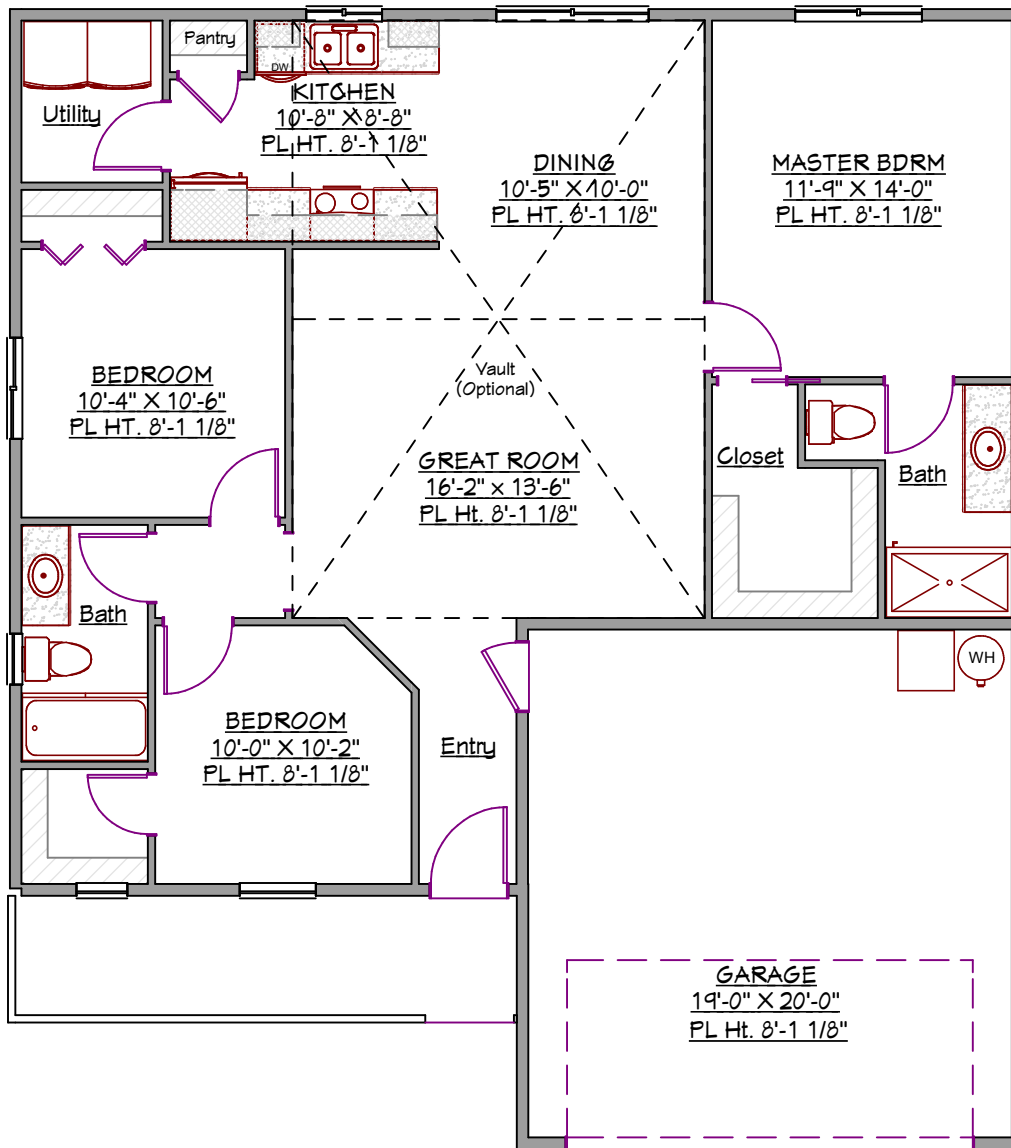 Pantry
DW
Utility
KITCHEN
10'-8" X 8'-8"
PL HT. 8'-1 1/8"
DINING
10'-5" X 10'-0"
PL HT. 8'-1 1/8"
MASTER BDRM
11'-9" X 14'-0"
PL HT. 8'-1 1/8"
BEDROOM
10'-4" X 10'-6"
PL HT. 8'-1 1/8"
Vault
(Optional)
GREAT ROOM
16'-2" x 13'-6"
PL Ht. 8'-1 1/8"
Closet
Bath
Bath
WH
BEDROOM
10'-0" X 10'-2"
PL HT. 8'-1 1/8"
Entry
GARAGE
19'-0" X 20'-0"
PL Ht. 8'-1 1/8"